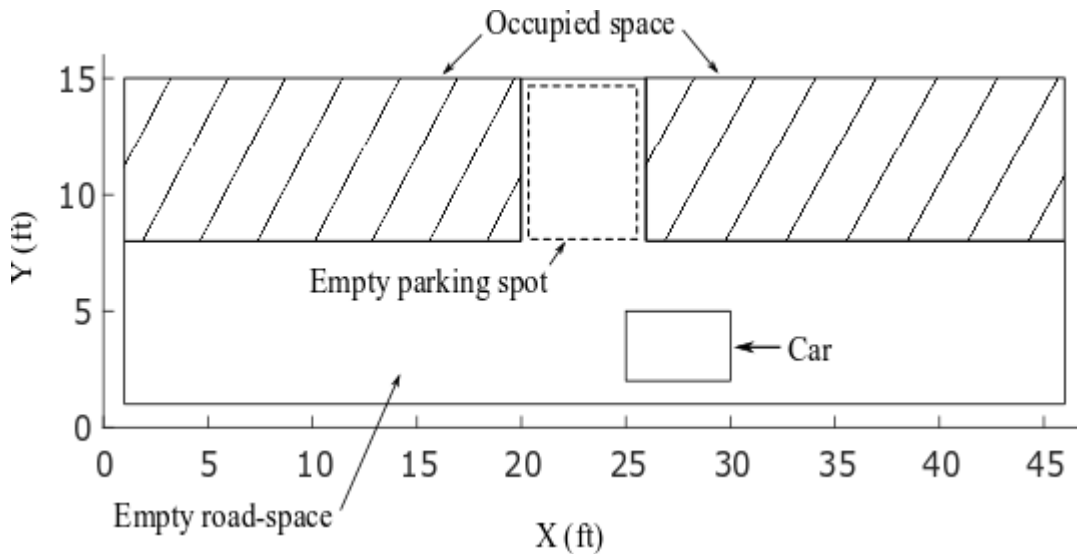 Occupied space
15
10
Y (ft)
Empty parking spot
5
Car
0
0 5 10 15 20 25 30 35 40 45
Empty road-space
X (ft)